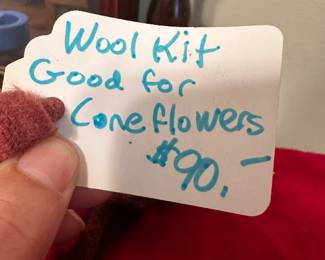 Wool Kit
Good for
Coneflowers
$90.-